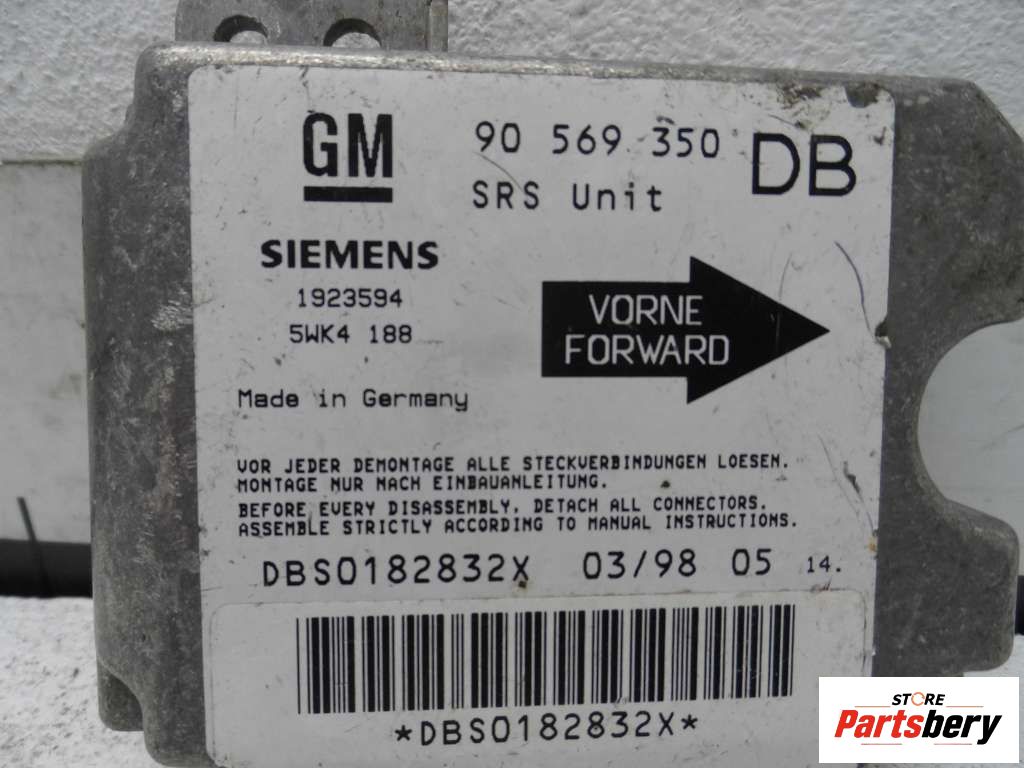 GM
90 569 350
DB
SRS Unit
SIEMENS
1923594
5WK4 188
VORNE
FORWARD
Made in Germany
VOR JEDER DEMONTAGE ALLE STECKVERBINDUNGEN LOESEN.
MONTAGE NUR NACH EINBAUANLEITUNG.
BEFORE EVERY DISASSEMBLY, DETACH ALL CONNECTORS.
ASSEMBLE STRICTLY ACCORDING TO MANUAL INSTRUCTIONS.
DBS0182832X 03/98 05 14.
*DBS0182832X*
STORE
Partsbery